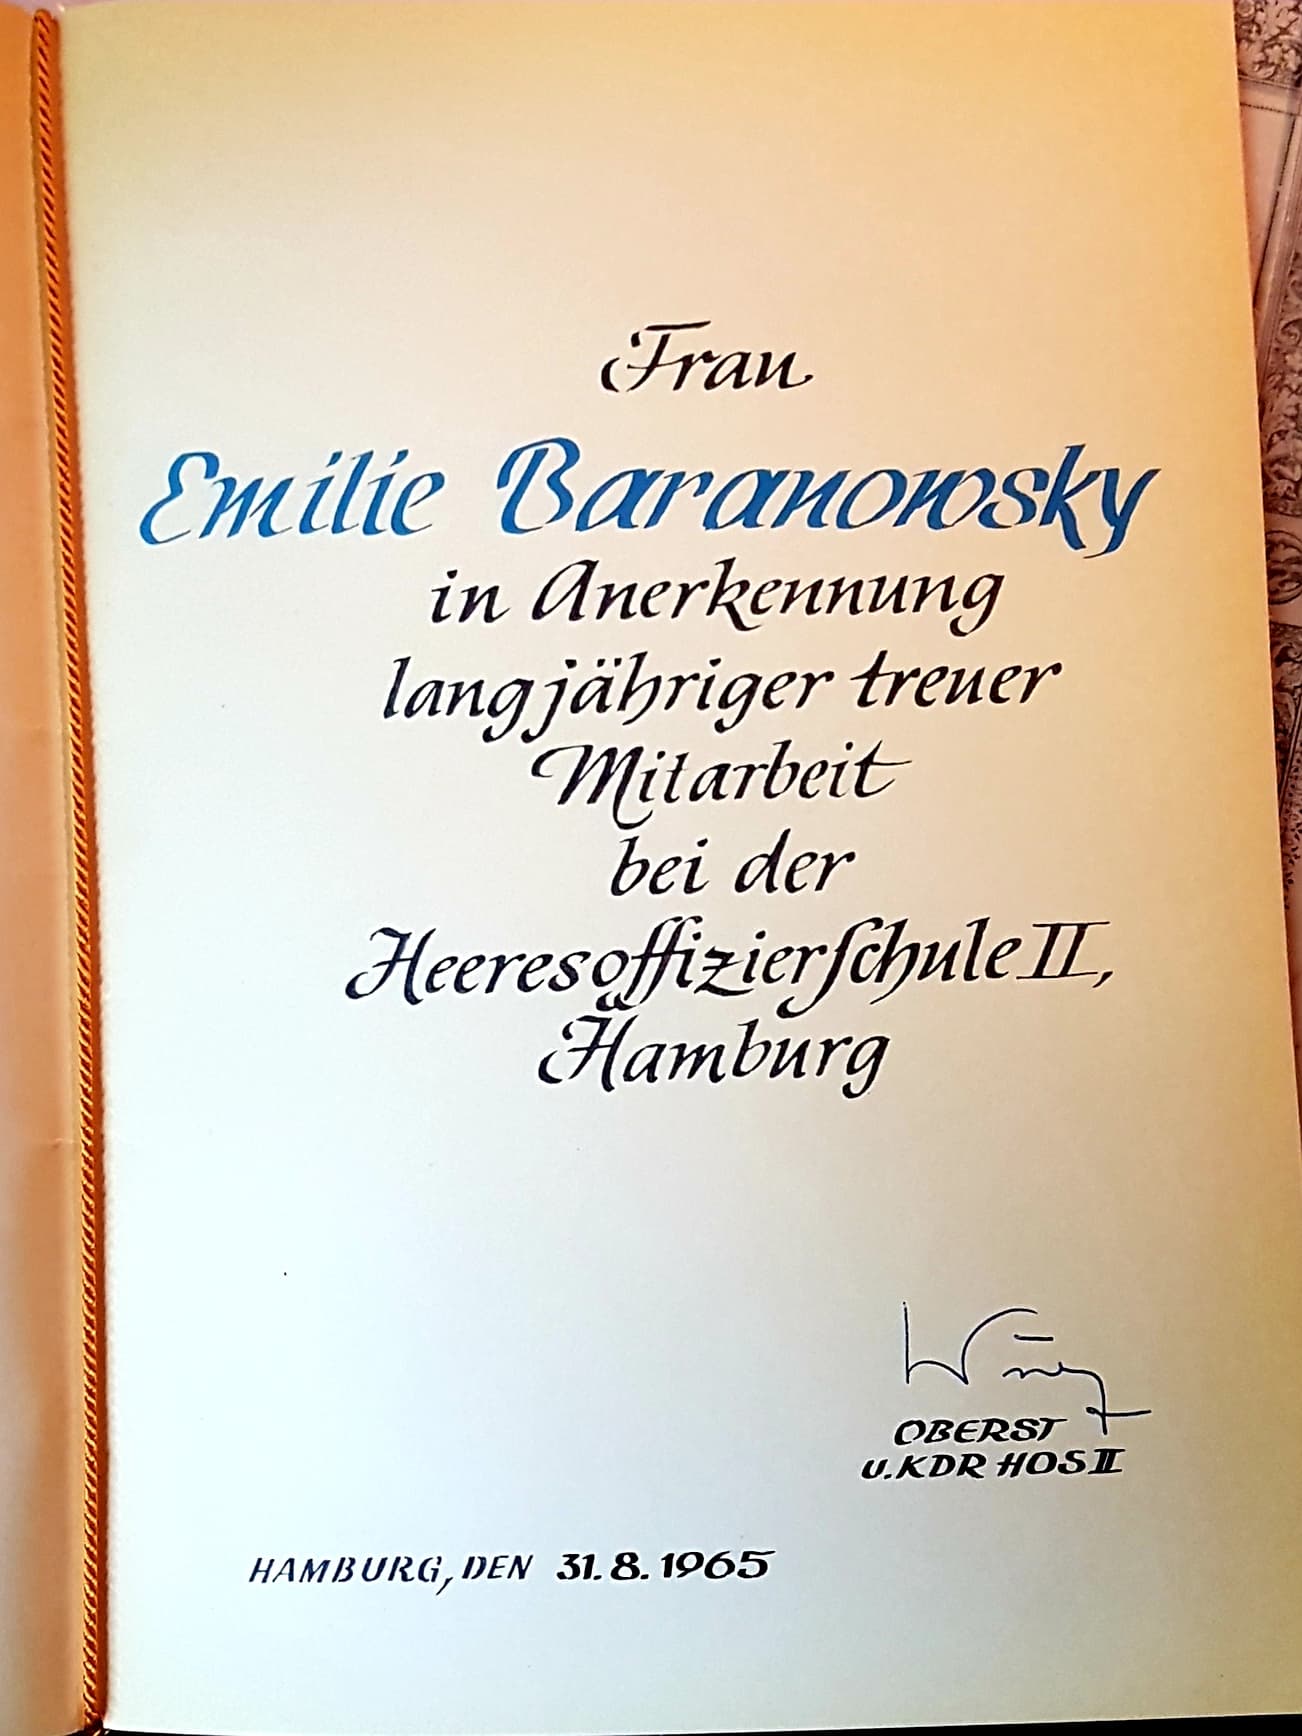 Frau
Emilie Baranowsky
in Anerkennung
langjähriger treuer
Mitarbeit
bei der
Heeresoffizierſchule II,
Hamburg
OBERST
U. KDR HOS II
HAMBURG, DEN 31. 8. 1965